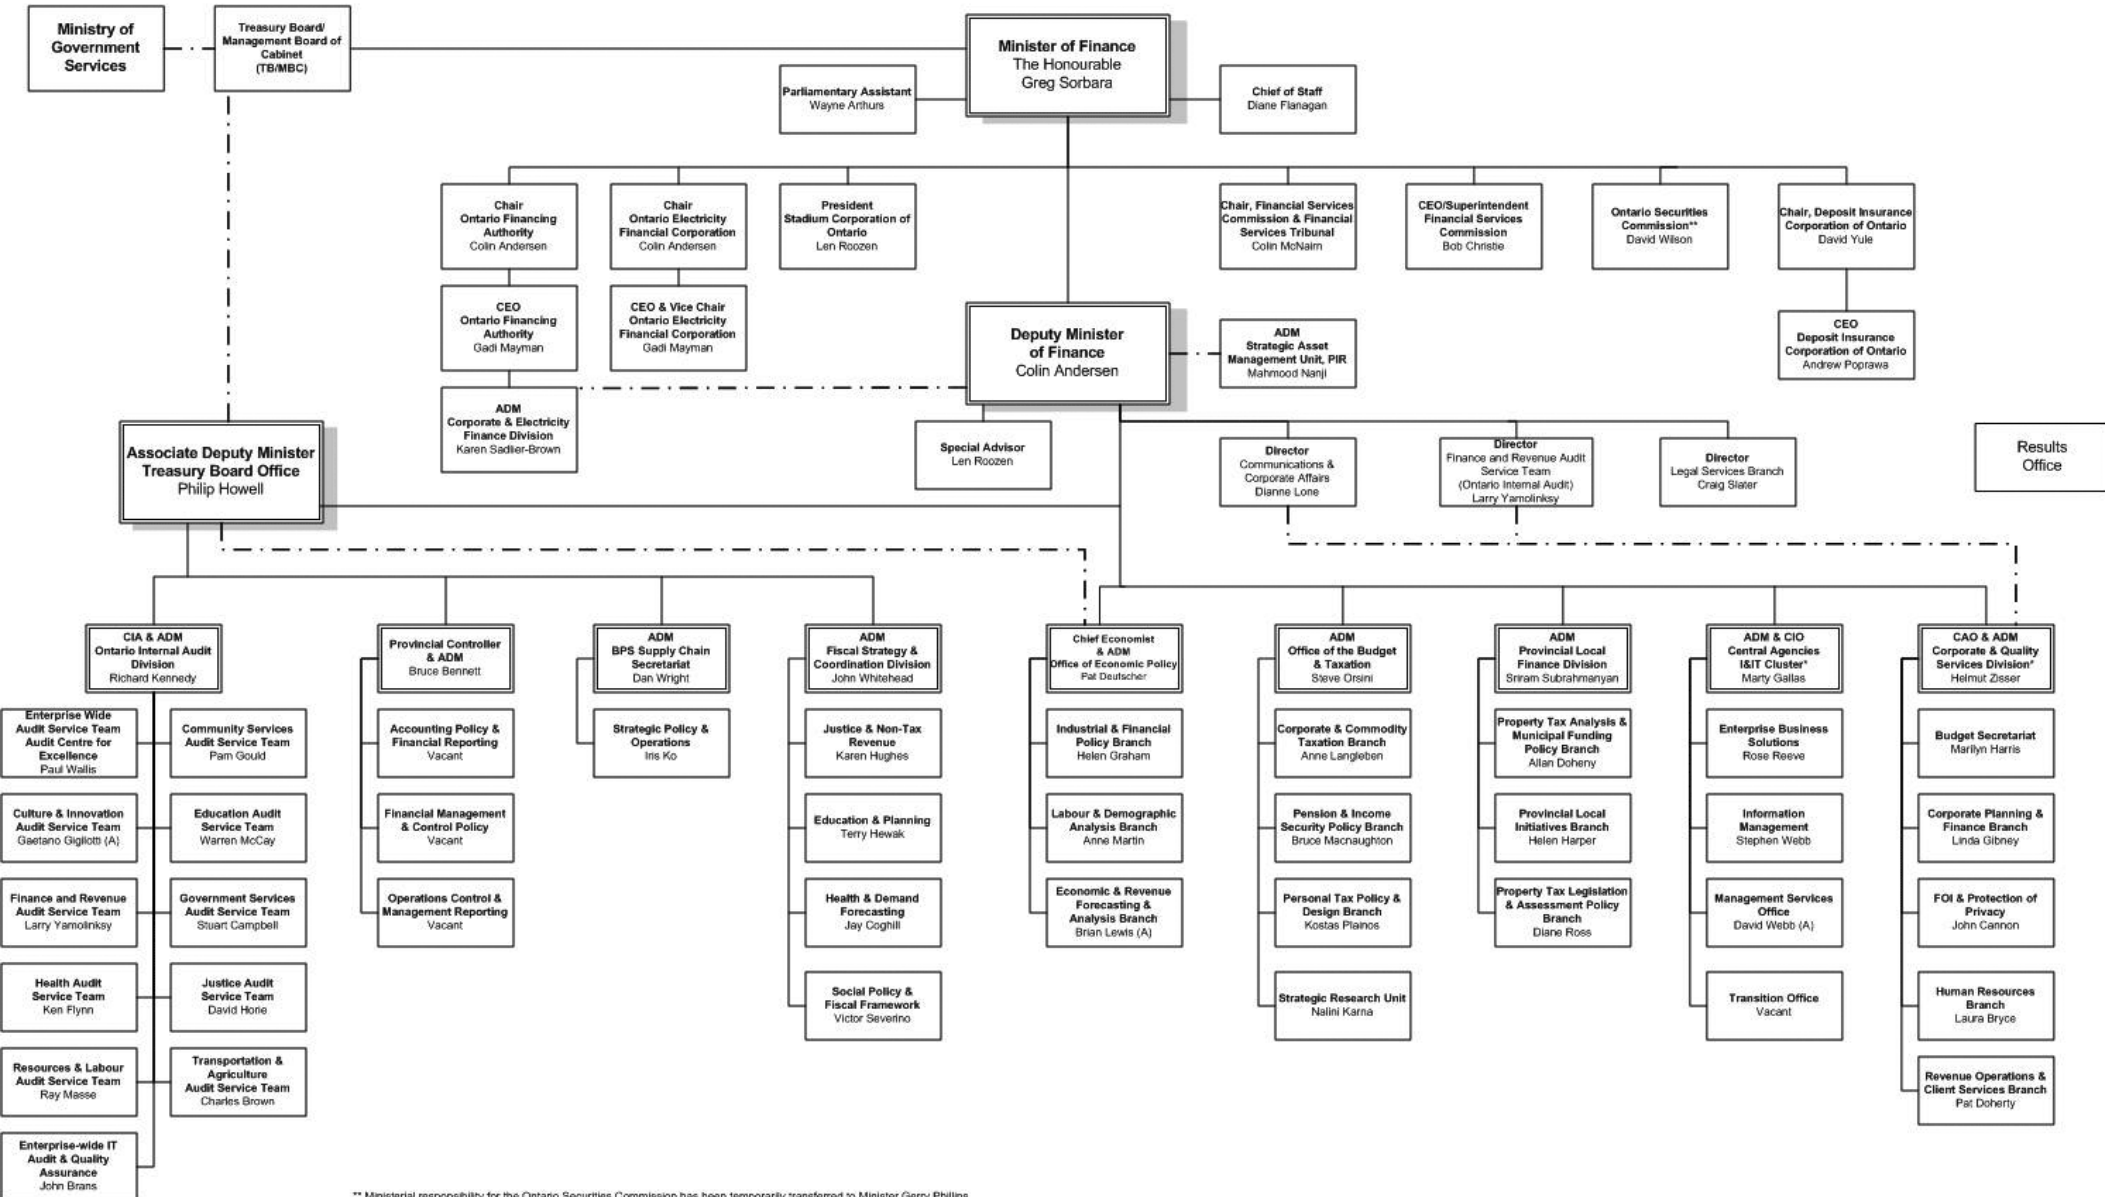 Ministry of
Government
Services
Treasury Board/
Management Board of
Cabinet
(TB/MBC)
Minister of Finance
The Honourable
Greg Sorbara
Parliamentary Assistant
Wayne Arthurs
Chief of Staff
Diane Flanagan
Chair
Ontario Financing
Authority
Colin Andersen
Chair
Ontario Electricity
Financial Corporation
Colin Andersen
President
Stadium Corporation of
Ontario
Len Roozen
Chair, Financial Services
Commission & Financial
Services Tribunal
Colin McNairn
CEO/Superintendent
Financial Services
Commission
Bob Christie
Ontario Securities
Commission**
David Wilson
Chair, Deposit Insurance
Corporation of Ontario
David Yule
CEO
Ontario Financing
Authority
Gadi Mayman
CEO & Vice Chair
Ontario Electricity
Financial Corporation
Gadi Mayman
Deputy Minister
of Finance
Colin Andersen
ADM
Strategic Asset
Management Unit, PIR
Mahmood Nanji
CEO
Deposit Insurance
Corporation of Ontario
Andrew Poprawa
ADM
Corporate & Electricity
Finance Division
Karen Sadlier-Brown
Associate Deputy Minister
Treasury Board Office
Philip Howell
Special Advisor
Len Roozen
Director
Communications &
Corporate Affairs
Dianne Lone
Director
Finance and Revenue Audit
Service Team
(Ontario Internal Audit)
Larry Yamolinksy
Director
Legal Services Branch
Craig Slater
Results
Office
CIA & ADM
Ontario Internal Audit
Division
Richard Kennedy
Provincial Controller
& ADM
Bruce Bennett
ADM
BPS Supply Chain
Secretariat
Dan Wright
ADM
Fiscal Strategy &
Coordination Division
John Whitehead
Chief Economist
& ADM
Office of Economic Policy
Pat Deutscher
ADM
Office of the Budget
& Taxation
Steve Orsini
ADM
Provincial Local
Finance Division
Sriram Subrahmanyan
ADM & CIO
Central Agencies
I&IT Cluster*
Marty Gallas
CAO & ADM
Corporate & Quality
Services Division*
Helmut Zisser
Enterprise Wide
Audit Service Team
Audit Centre for
Excellence
Paul Wallis
Community Services
Audit Service Team
Pam Gould
Accounting Policy &
Financial Reporting
Vacant
Strategic Policy &
Operations
Iris Ko
Justice & Non-Tax
Revenue
Karen Hughes
Industrial & Financial
Policy Branch
Helen Graham
Corporate & Commodity
Taxation Branch
Anne Langleben
Property Tax Analysis &
Municipal Funding
Policy Branch
Allan Doheny
Enterprise Business
Solutions
Rose Reeve
Budget Secretariat
Marilyn Harris
Culture & Innovation
Audit Service Team
Gaetano Gigliotti (A)
Education Audit
Service Team
Warren McCay
Financial Management
& Control Policy
Vacant
Education & Planning
Terry Hewak
Labour & Demographic
Analysis Branch
Anne Martin
Pension & Income
Security Policy Branch
Bruce Macnaughton
Provincial Local
Initiatives Branch
Helen Harper
Information
Management
Stephen Webb
Corporate Planning &
Finance Branch
Linda Gibney
Finance and Revenue
Audit Service Team
Larry Yamolinksy
Government Services
Audit Service Team
Stuart Campbell
Operations Control &
Management Reporting
Vacant
Health & Demand
Forecasting
Jay Coghill
Economic & Revenue
Forecasting &
Analysis Branch
Brian Lewis (A)
Personal Tax Policy &
Design Branch
Kostas Plainos
Property Tax Legislation
& Assessment Policy
Branch
Diane Ross
Management Services
Office
David Webb (A)
FOI & Protection of
Privacy
John Cannon
Health Audit
Service Team
Ken Flynn
Justice Audit
Service Team
David Horie
Social Policy &
Fiscal Framework
Victor Severino
Strategic Research Unit
Nalini Karna
Transition Office
Vacant
Human Resources
Branch
Laura Bryce
Resources & Labour
Audit Service Team
Ray Masse
Transportation &
Agriculture
Audit Service Team
Charles Brown
Revenue Operations &
Client Services Branch
Pat Doherty
Enterprise-wide IT
Audit & Quality
Assurance
John Brans
** Ministerial responsibility for the Ontario Securities Commission has been temporarily transferred to Minister Gerry Phillips